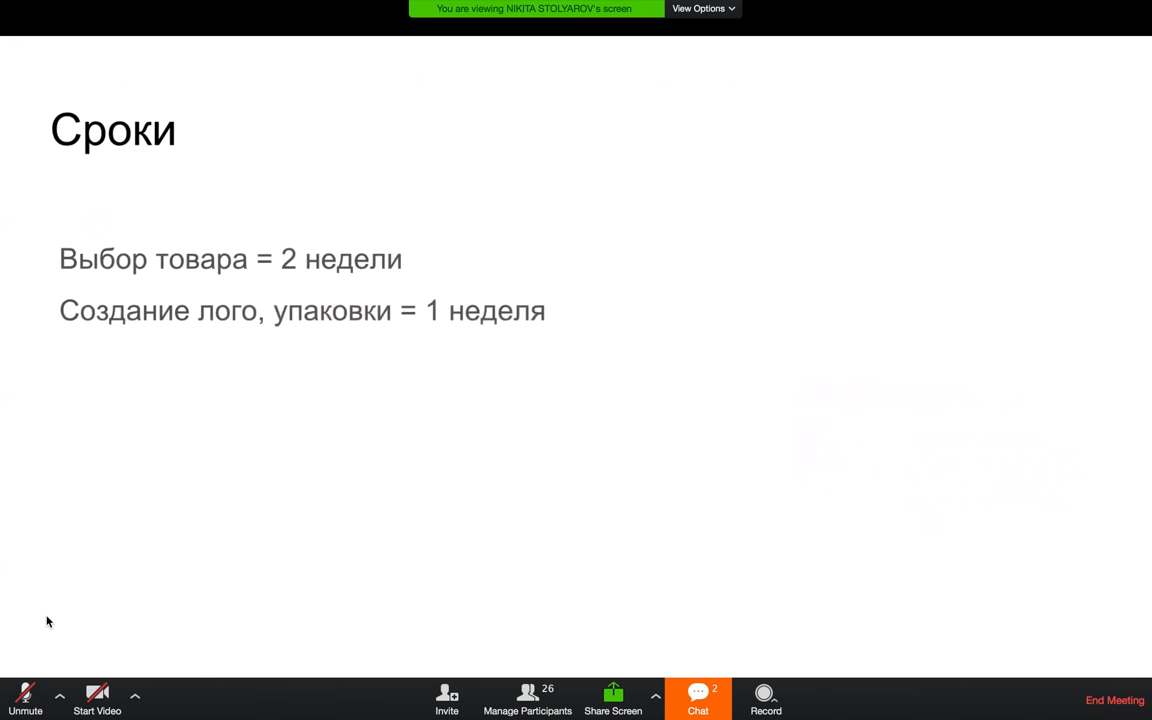 You are viewing NIKITA STOLYAROV's screen
View Options
Сроки
Выбор товара = 2 недели
Создание лого, упаковки = 1 неделя
26
2
Unmute
Start Video
Invite
Manage Participants
Share Screen
Chat
Record
End Meeting